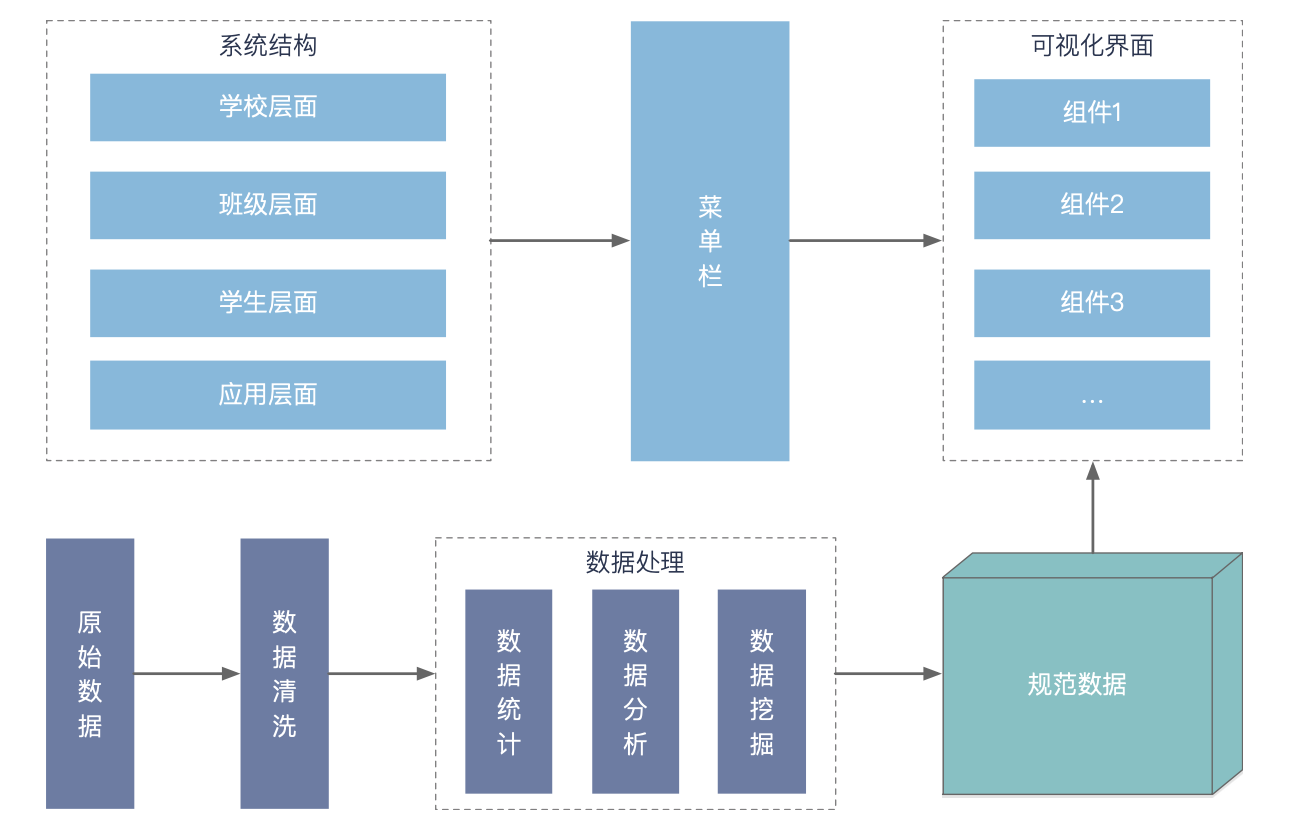 系统结构
学校层面
班级层面
学生层面
应用层面
菜单栏
可视化界面
组件1
组件2
组件3
...
原始数据
数据清洗
数据处理
数据统计
数据分析
数据挖掘
规范数据